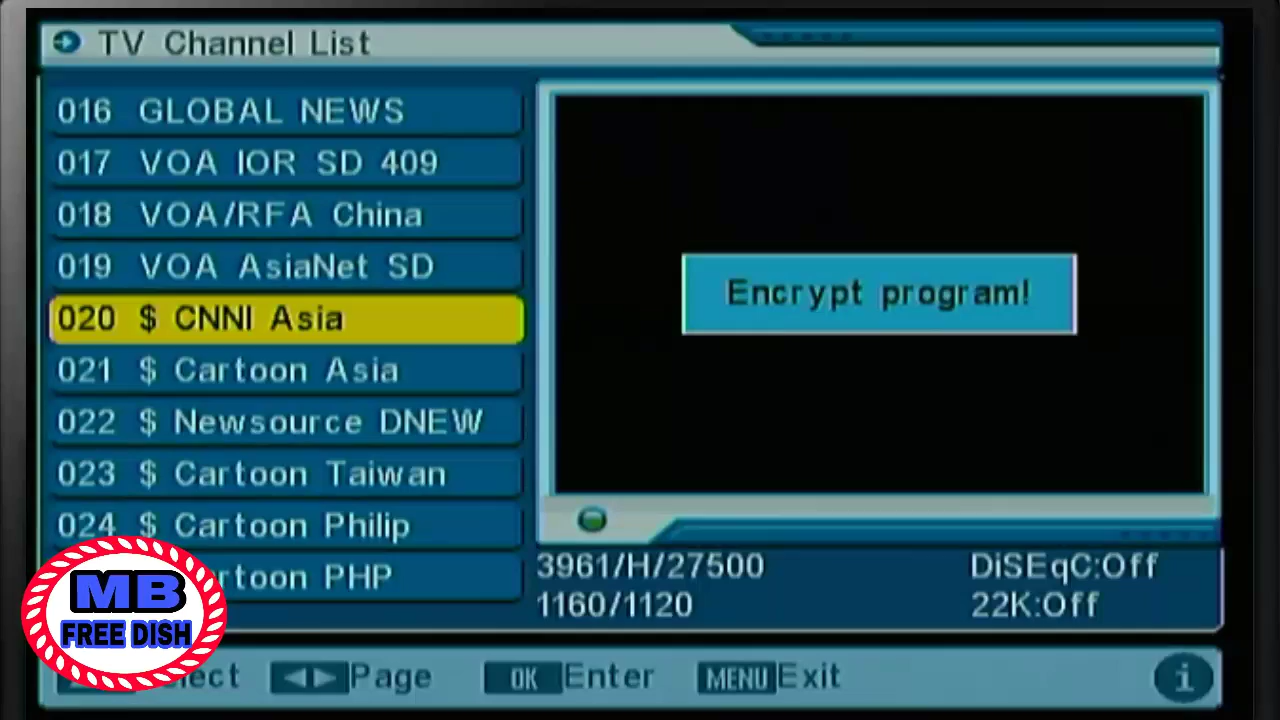 TV Channel List
016 GLOBAL NEWS
017 VOA IOR SD 409
018 VOA/RFA China
019 VOA AsiaNet SD
020 $ CNNI Asia
021 $ Cartoon Asia
022 $ Newsource DNEW
023 $ Cartoon Taiwan
024 $ Cartoon Philip
rtoon PHP
Encrypt program!
3961/H/27500 DiSEqC:Off
1160/1120 22K:Off
MB
FREE DISH
ect Page OK Enter MENU Exit i